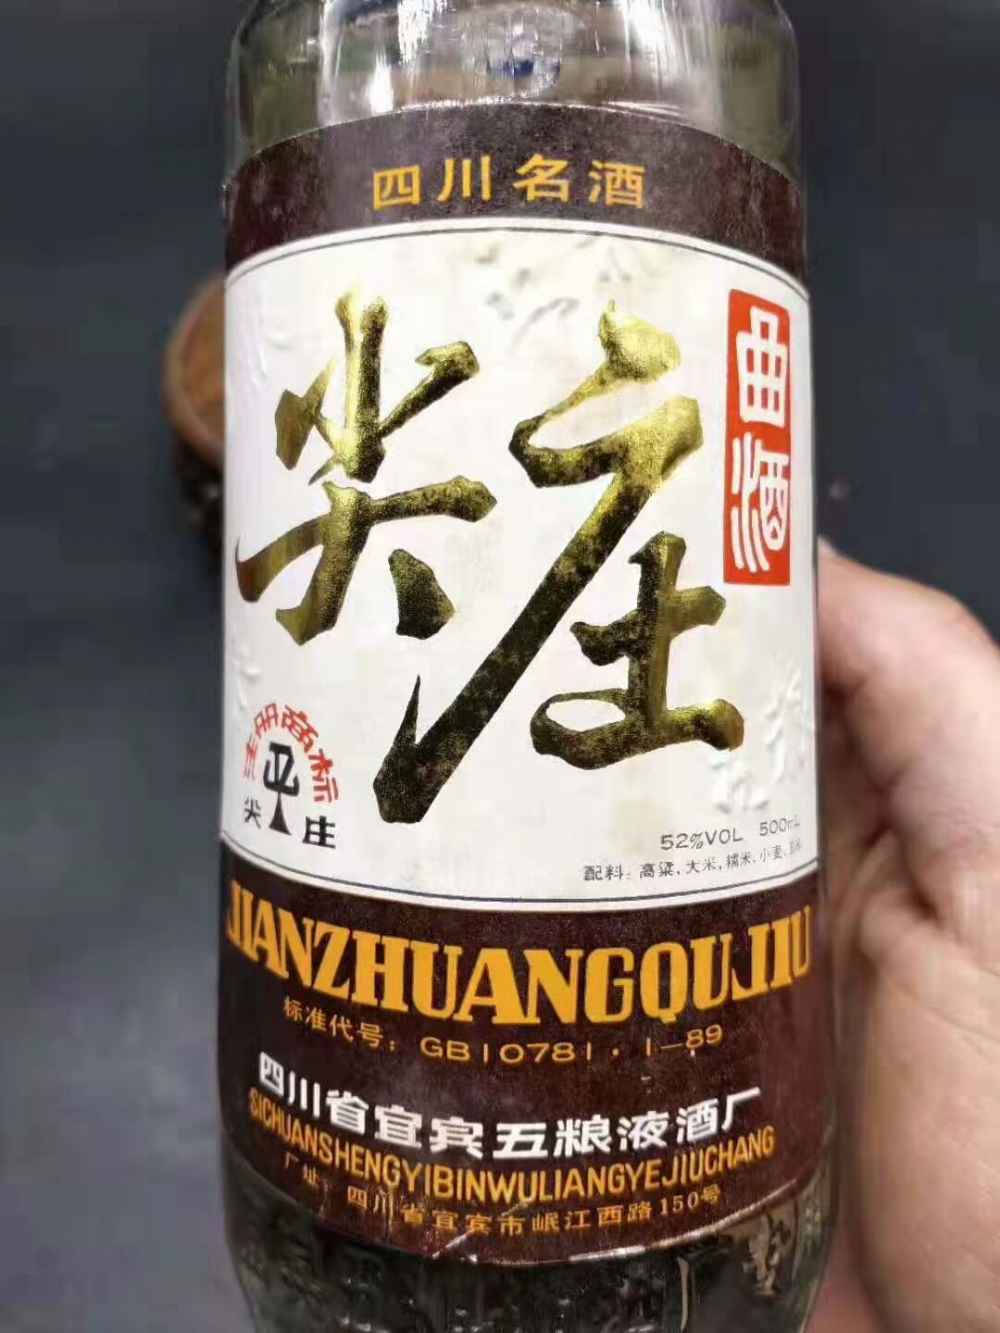 四川名酒
尖庄
曲酒
注册商标
尖庄
52%VOL 500mL
配料:高粱、大米、糯米、小麦、
JIANZHUANGQUJIU
标准代号:GB10781·1-89
四川省宜宾五粮液酒厂
SICHUANSHENGYIBINWULIANGYEJIUCHANG
厂址:四川省宜宾市岷江西路150号